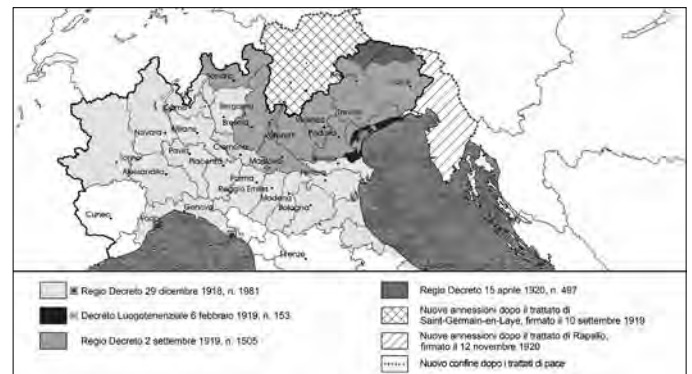 Sondrio
Como
Bergamo
Novara
Milano
Brescia
Vicenza
Treviso
Padova
Pavia
Cremona
Torino
Piacenza
Mantova
Alessandria
Parma
Reggio Emilia
Modena
Cuneo
Genova
Bologna
Firenze
Regio Decreto 29 dicembre 1918, n. 1981
Decreto Luogotenenziale 6 febbraio 1919, n. 153
Regio Decreto 2 settembre 1919, n. 1505
Regio Decreto 15 aprile 1920, n. 497
Nuove annessioni dopo il trattato di
Saint-Germain-en-Laye, firmato il 10 settembre 1919
Nuove annessioni dopo il trattato di Rapallo,
firmato il 12 novembre 1920
Nuovo confine dopo i trattati di pace